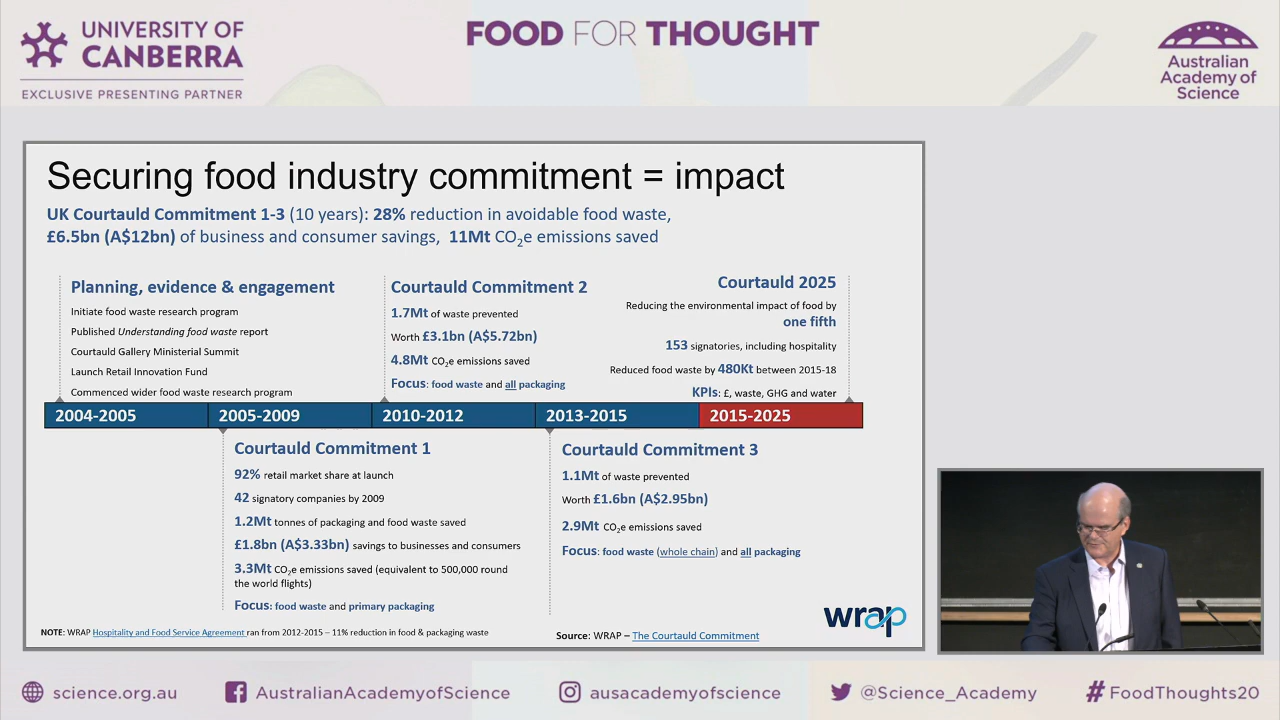 UNIVERSITY OF
CANBERRA
EXCLUSIVE PRESENTING PARTNER
FOOD FOR THOUGHT
Australian
Academy of
Science
Securing food industry commitment = impact
UK Courtauld Commitment 1-3 (10 years): 28% reduction in avoidable food waste,
£6.5bn (A$12bn) of business and consumer savings, 11Mt CO2e emissions saved
Planning, evidence & engagement
Initiate food waste research program
Published Understanding food waste report
Courtauld Gallery Ministerial Summit
Launch Retail Innovation Fund
Commenced wider food waste research program
Courtauld Commitment 2
1.7Mt of waste prevented
Worth £3.1bn (A$5.72bn)
4.8Mt CO2e emissions saved
Focus: food waste and all packaging
Courtauld 2025
Reducing the environmental impact of food by
one fifth
153 signatories, including hospitality
Reduced food waste by 480Kt between 2015-18
KPIs: £, waste, GHG and water
2004-2005 2005-2009 2010-2012 2013-2015 2015-2025
Courtauld Commitment 1
92% retail market share at launch
42 signatory companies by 2009
1.2Mt tonnes of packaging and food waste saved
£1.8bn (A$3.33bn) savings to businesses and consumers
3.3Mt CO2e emissions saved (equivalent to 500,000 round
the world flights)
Focus: food waste and primary packaging
Courtauld Commitment 3
1.1Mt of waste prevented
Worth £1.6bn (A$2.95bn)
2.9Mt CO2e emissions saved
Focus: food waste (whole chain) and all packaging
wrap
NOTE: WRAP Hospitality and Food Service Agreement ran from 2012-2015 – 11% reduction in food & packaging waste
Source: WRAP – The Courtauld Commitment
science.org.au AustralianAcademyofScience ausacademyofscience @Science_Academy #FoodThoughts20